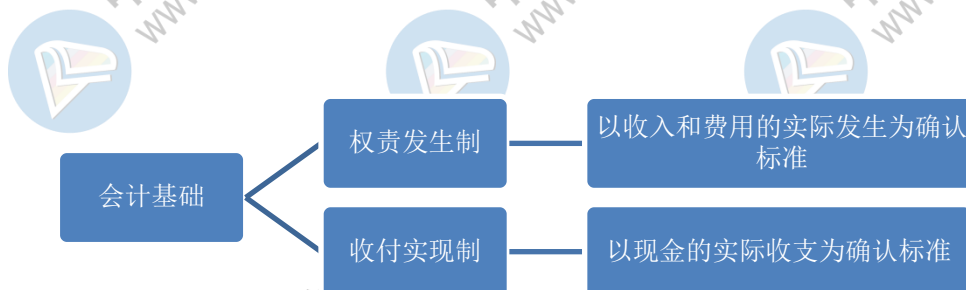 权责发生制
以收入和费用的实际发生为确认
标准
会计基础
收付实现制
以现金的实际收支为确认标准